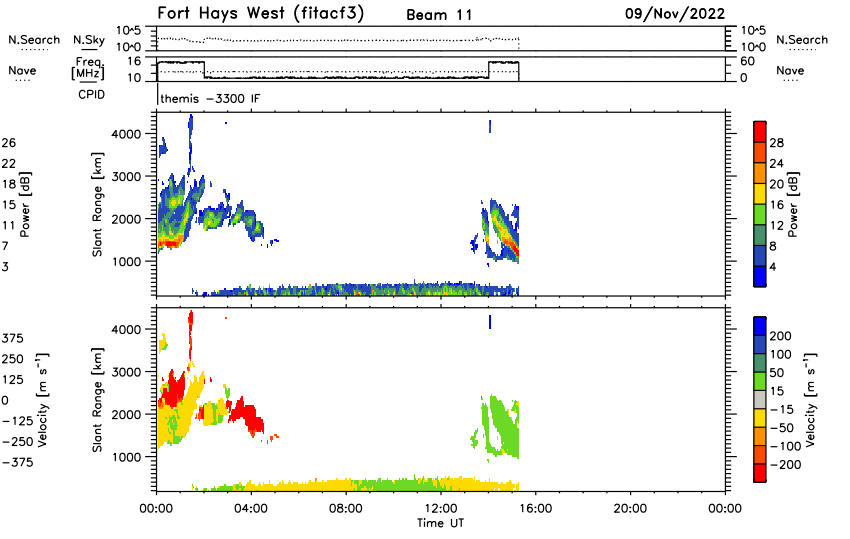 Fort Hays West (fitacf3) Beam 11 09/Nov/2022
10^5 10^5
N.Search N.Sky N.Search
10^0 10^0
16 Freq. 60
Nave [MHz] Nave
10 0
CPID
themis -3300 IF
4000
3000
2000
1000
Slant Range [km]
26
22
18
15
11
7
3
Power [dB]
28
24
20
16
12
8
4
Power [dB]
4000
3000
2000
1000
Slant Range [km]
375
250
125
0
-125
-250
-375
Velocity [m s⁻¹]
200
100
50
15
-15
-50
-100
-200
Velocity [m s⁻¹]
00:00 04:00 08:00 12:00 16:00 20:00 00:00
Time UT